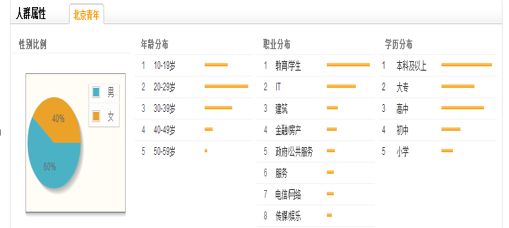 人群属性 北京青年
性别比例 年龄分布 职业分布 学历分布
1 10-19岁 1 教育/学生 1 本科及以上
男 2 20-29岁 2 IT 2 大专
女 3 30-39岁 3 建筑 3 高中
40% 4 40-49岁 4 金融/房产 4 初中
5 50-59岁 5 政府/公共服务 5 小学
60% 6 服务
7 电信/网络
8 传媒/娱乐